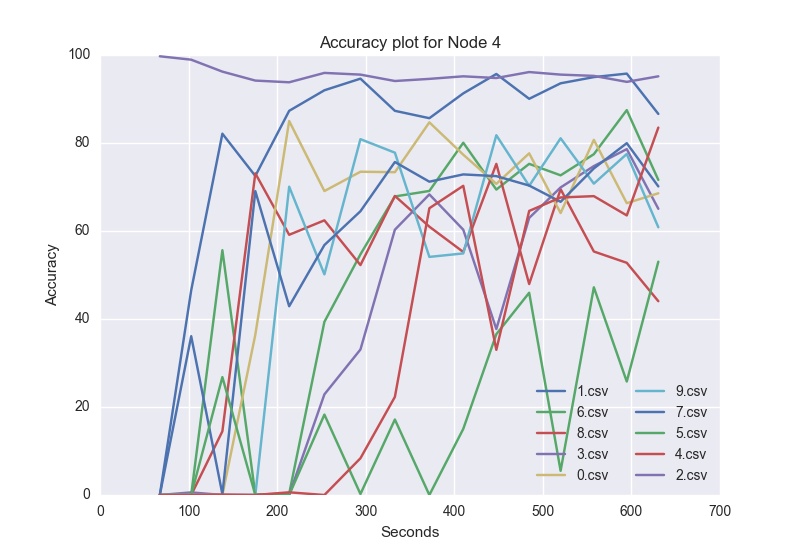 Accuracy plot for Node 4
100
80
60
40
20
0
Accuracy
0 100 200 300 400 500 600 700
Seconds
1.csv 9.csv
6.csv 7.csv
8.csv 5.csv
3.csv 4.csv
0.csv 2.csv